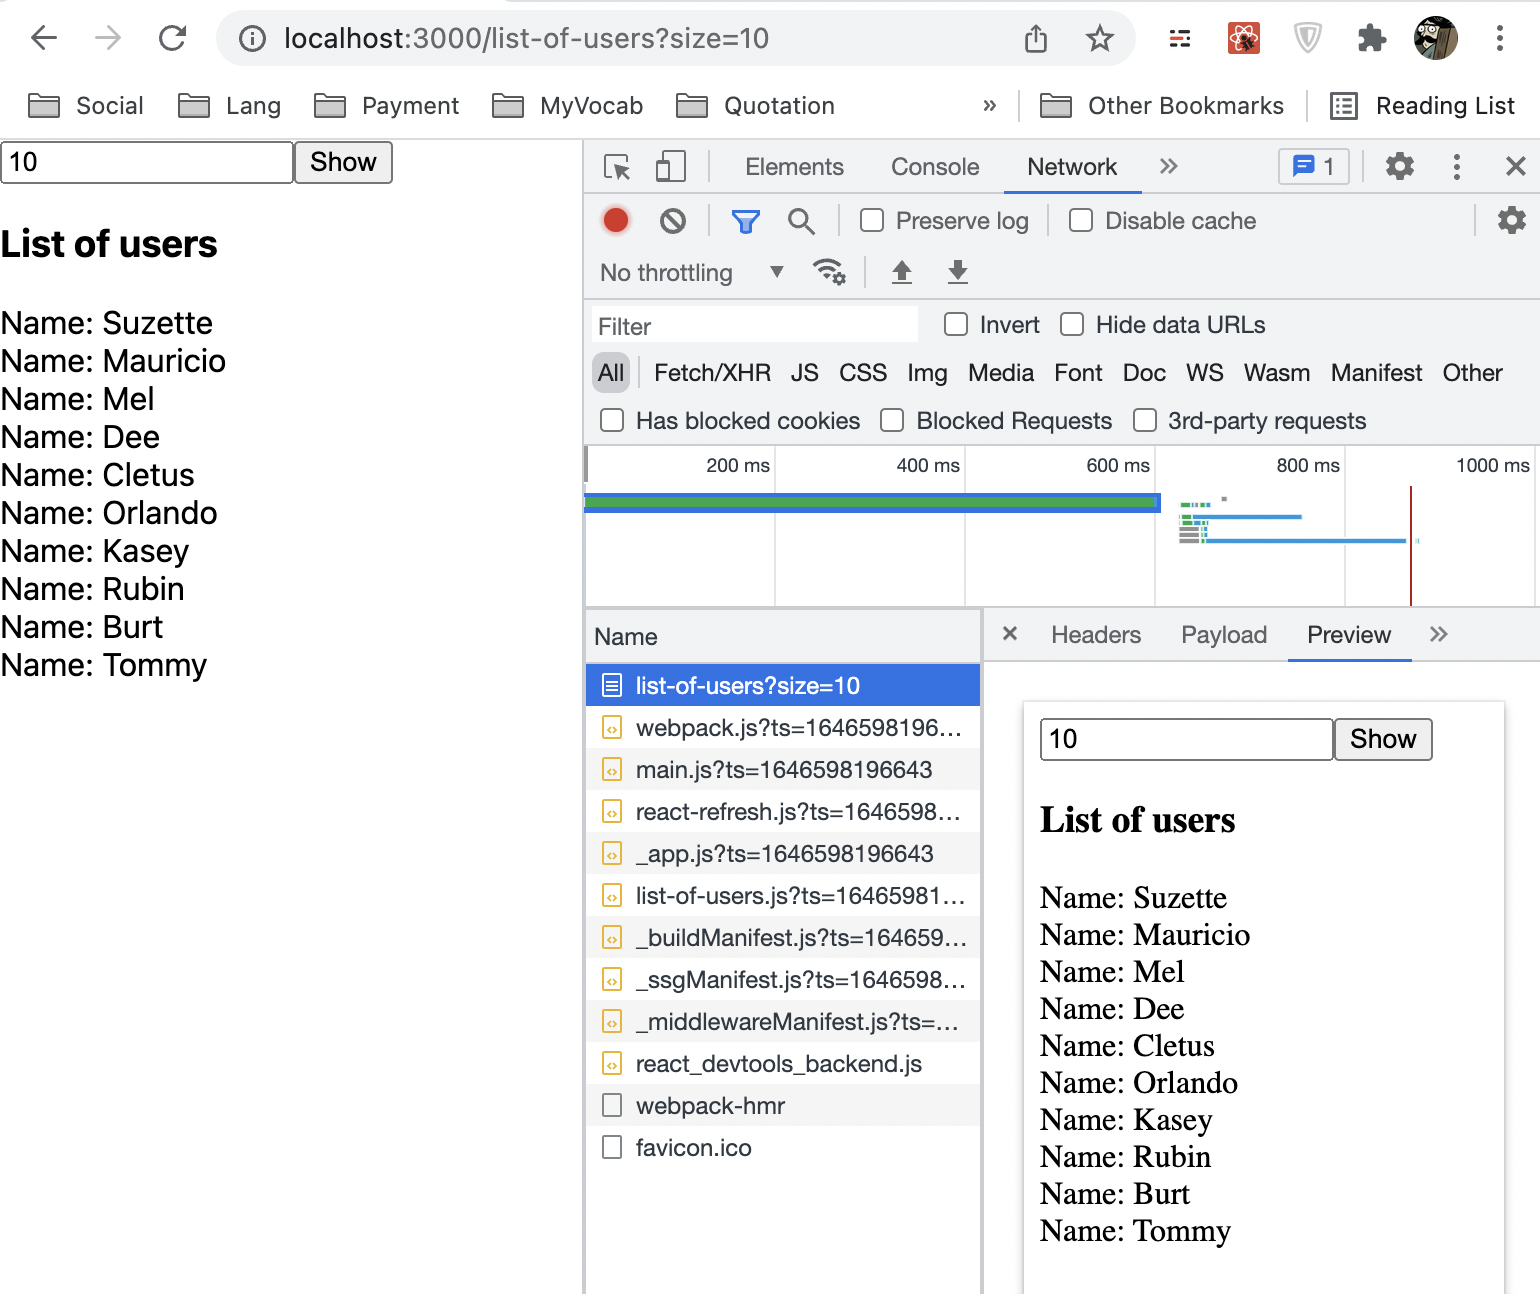 localhost:3000/list-of-users?size=10
Social Lang Payment MyVocab Quotation » Other Bookmarks Reading List
10 Show
List of users
Name: Suzette
Name: Mauricio
Name: Mel
Name: Dee
Name: Cletus
Name: Orlando
Name: Kasey
Name: Rubin
Name: Burt
Name: Tommy
Elements Console Network » 1
Preserve log Disable cache
No throttling
Filter Invert Hide data URLs
All Fetch/XHR JS CSS Img Media Font Doc WS Wasm Manifest Other
Has blocked cookies Blocked Requests 3rd-party requests
200 ms 400 ms 600 ms 800 ms 1000 ms
Name
list-of-users?size=10
webpack.js?ts=1646598196…
main.js?ts=1646598196643
react-refresh.js?ts=1646598…
_app.js?ts=1646598196643
list-of-users.js?ts=16465981…
_buildManifest.js?ts=164659…
_ssgManifest.js?ts=1646598…
_middlewareManifest.js?ts=…
react_devtools_backend.js
webpack-hmr
favicon.ico
Headers Payload Preview »
10 Show
List of users
Name: Suzette
Name: Mauricio
Name: Mel
Name: Dee
Name: Cletus
Name: Orlando
Name: Kasey
Name: Rubin
Name: Burt
Name: Tommy